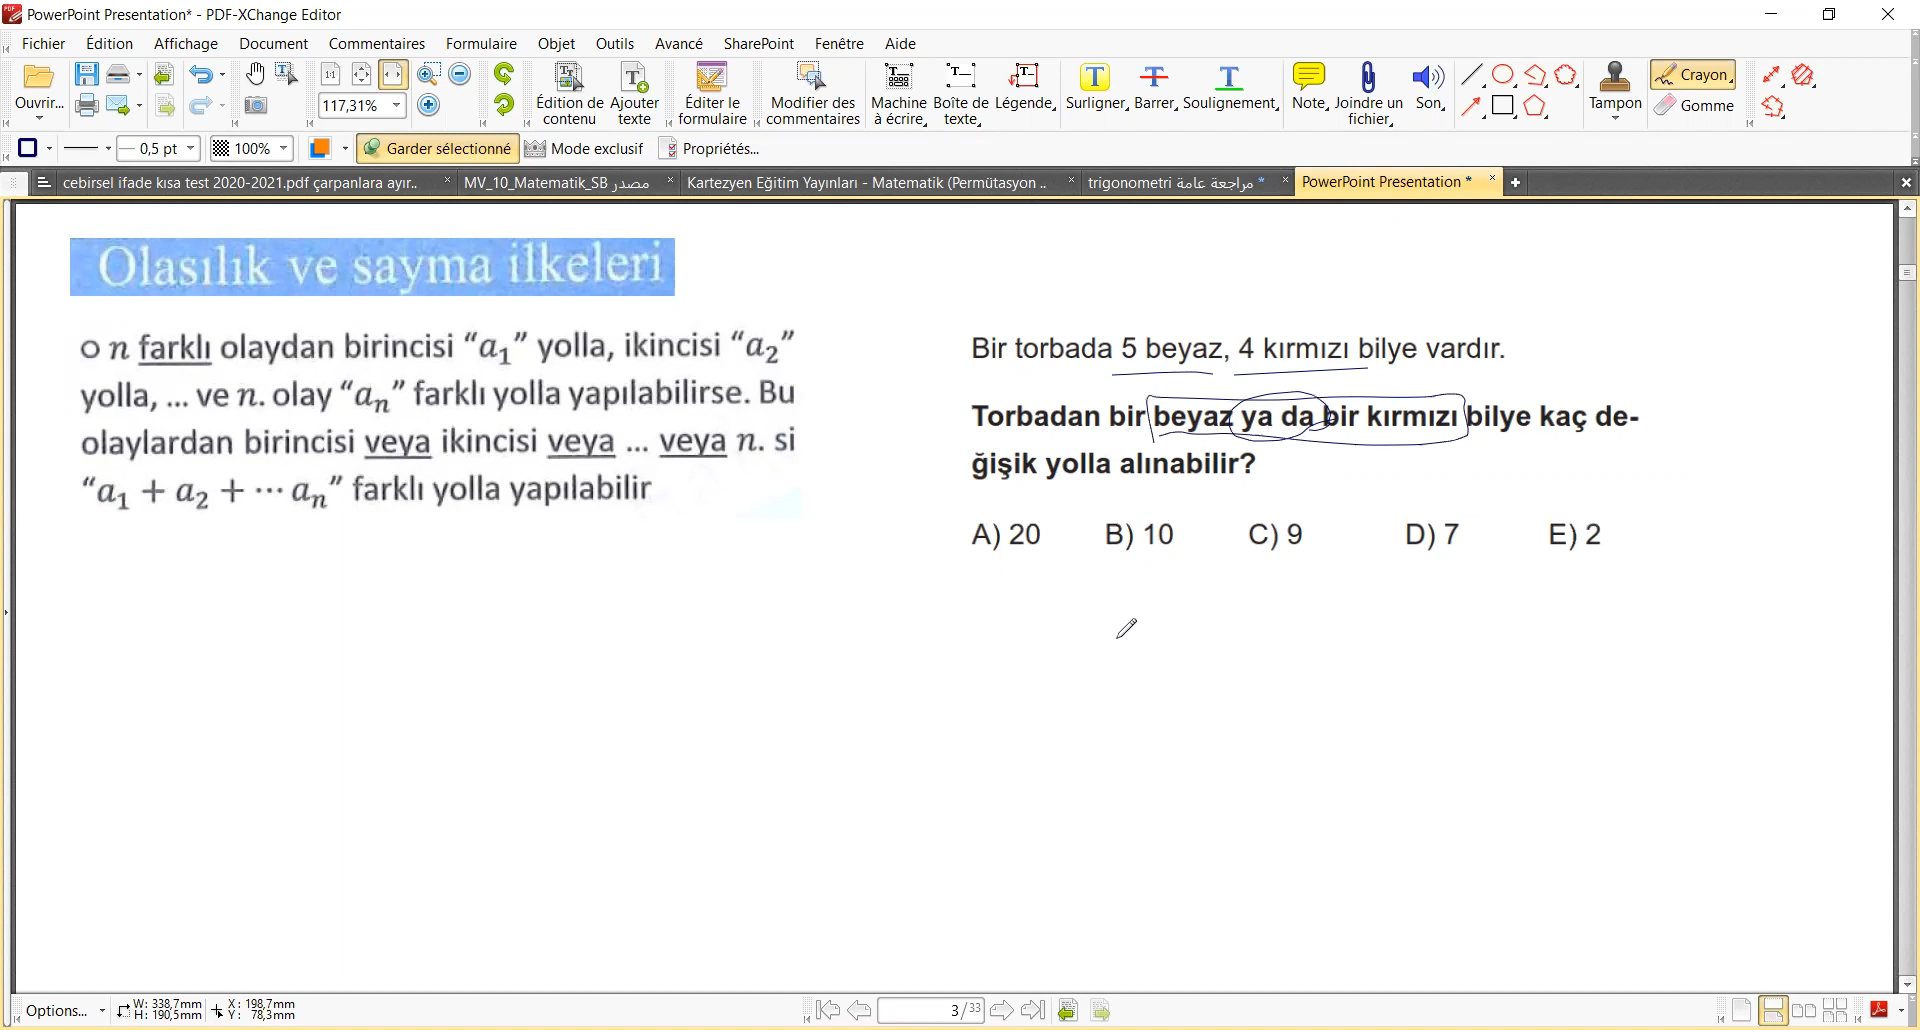 PowerPoint Presentation* - PDF-XChange Editor
Fichier Édition Affichage Document Commentaires Formulaire Objet Outils Avancé SharePoint Fenêtre Aide
Ouvrir...
117,31%
Édition de contenu
Ajouter texte
Éditer le formulaire
Modifier des commentaires
Machine à écrire
Boîte de texte
Légende
Surligner
Barrer
Soulignement
Note
Joindre un fichier
Son
Tampon
Crayon
Gomme
0,5 pt 100% Garder sélectionné Mode exclusif Propriétés...
cebirsel ifade kısa test 2020-2021.pdf çarpanlara ayır..
MV_10_Matematik_SB مصدر
Kartezyen Eğitim Yayınları - Matematik (Permütasyon ..
trigonometri مراجعة عامة *
PowerPoint Presentation *
Olasılık ve sayma ilkeleri
o n farklı olaydan birincisi “a₁” yolla, ikincisi “a₂”
yolla, ... ve n. olay “aₙ” farklı yolla yapılabilirse. Bu
olaylardan birincisi veya ikincisi veya ... veya n. si
“a₁ + a₂ + ⋯ aₙ” farklı yolla yapılabilir
Bir torbada 5 beyaz, 4 kırmızı bilye vardır.
Torbadan bir beyaz ya da bir kırmızı bilye kaç de-
ğişik yolla alınabilir?
A) 20 B) 10 C) 9 D) 7 E) 2
Options...
W: 338,7mm
H: 190,5mm
X: 198,7mm
Y: 78,3mm
3 /33